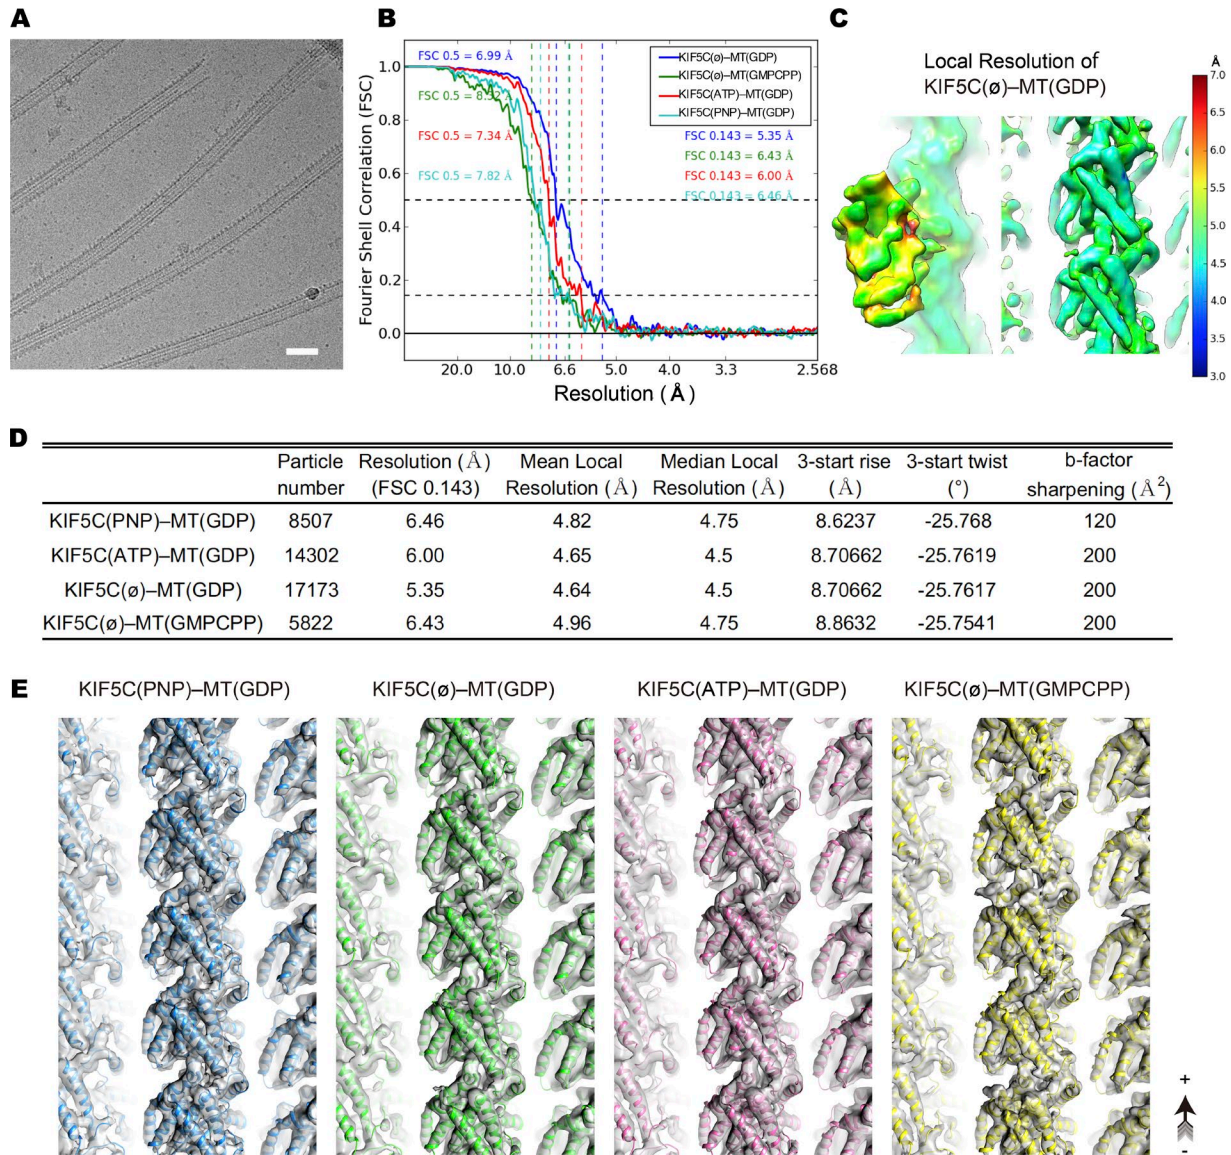 A
B
C
FSC 0.5 = 6.99 Å
FSC 0.5 = 8.32 Å
FSC 0.5 = 7.34 Å
FSC 0.5 = 7.82 Å
KIF5C(ø)–MT(GDP)
KIF5C(ø)–MT(GMPCPP)
KIF5C(ATP)–MT(GDP)
KIF5C(PNP)–MT(GDP)
FSC 0.143 = 5.35 Å
FSC 0.143 = 6.43 Å
FSC 0.143 = 6.00 Å
FSC 0.143 = 6.46 Å
Fourier Shell Correlation (FSC)
1.0
0.8
0.6
0.4
0.2
0.0
20.0 10.0 6.6 5.0 4.0 3.3 2.568
Resolution (Å)
Local Resolution of
KIF5C(ø)–MT(GDP)
Å
7.0
6.5
6.0
5.5
5.0
4.5
4.0
3.5
3.0
D
Particle number Resolution (Å) (FSC 0.143) Mean Local Resolution (Å) Median Local Resolution (Å) 3-start rise (Å) 3-start twist (°) b-factor sharpening (Å²)
KIF5C(PNP)–MT(GDP) 8507 6.46 4.82 4.75 8.6237 -25.768 120
KIF5C(ATP)–MT(GDP) 14302 6.00 4.65 4.5 8.70662 -25.7619 200
KIF5C(ø)–MT(GDP) 17173 5.35 4.64 4.5 8.70662 -25.7617 200
KIF5C(ø)–MT(GMPCPP) 5822 6.43 4.96 4.75 8.8632 -25.7541 200
E
KIF5C(PNP)–MT(GDP) KIF5C(ø)–MT(GDP) KIF5C(ATP)–MT(GDP) KIF5C(ø)–MT(GMPCPP)
+
-